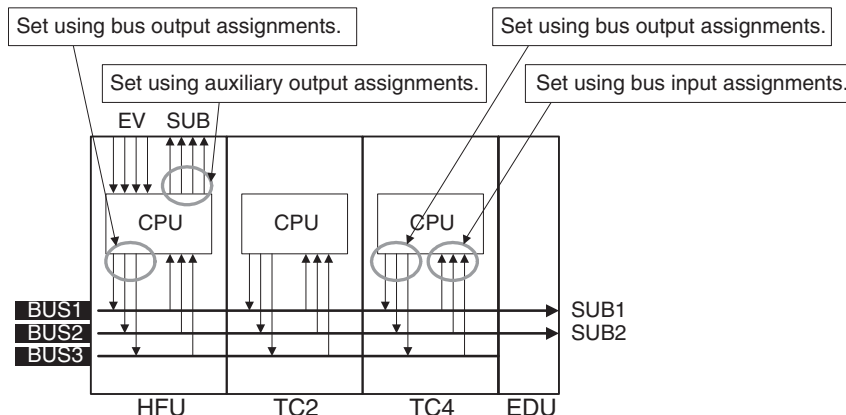 Set using bus output assignments.
Set using bus output assignments.
Set using auxiliary output assignments.
Set using bus input assignments.
EV SUB
CPU CPU CPU
BUS1 SUB1
BUS2 SUB2
BUS3
HFU TC2 TC4 EDU